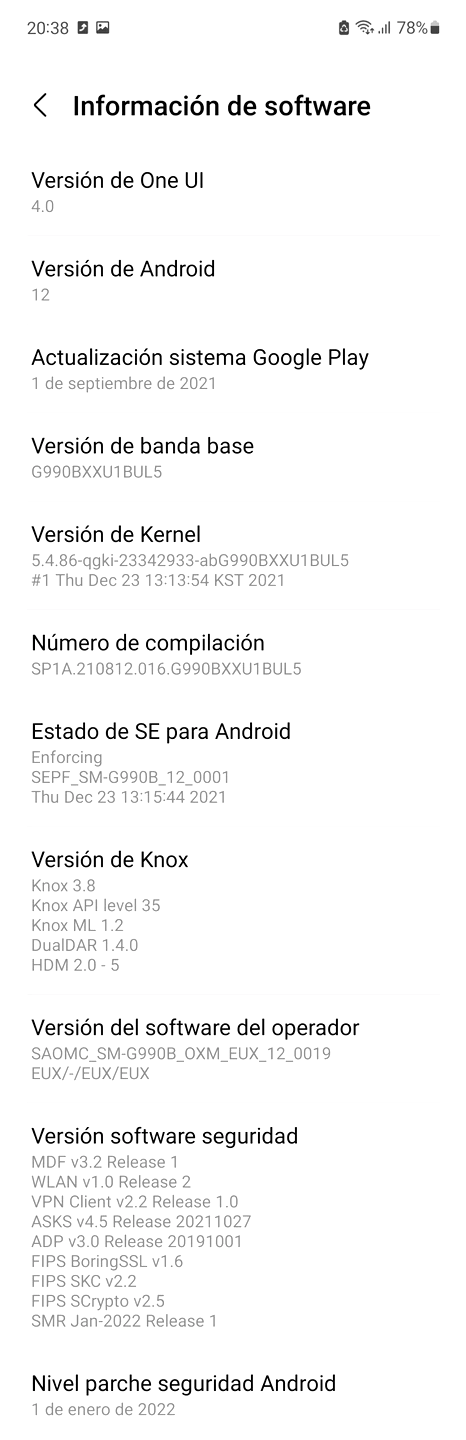 20:38
78%
Información de software
Versión de One UI
4.0
Versión de Android
12
Actualización sistema Google Play
1 de septiembre de 2021
Versión de banda base
G990BXXU1BUL5
Versión de Kernel
5.4.86-qgki-23342933-abG990BXXU1BUL5
#1 Thu Dec 23 13:13:54 KST 2021
Número de compilación
SP1A.210812.016.G990BXXU1BUL5
Estado de SE para Android
Enforcing
SEPF_SM-G990B_12_0001
Thu Dec 23 13:15:44 2021
Versión de Knox
Knox 3.8
Knox API level 35
Knox ML 1.2
DualDAR 1.4.0
HDM 2.0 - 5
Versión del software del operador
SAOMC_SM-G990B_OXM_EUX_12_0019
EUX/-/EUX/EUX
Versión software seguridad
MDF v3.2 Release 1
WLAN v1.0 Release 2
VPN Client v2.2 Release 1.0
ASKS v4.5 Release 20211027
ADP v3.0 Release 20191001
FIPS BoringSSL v1.6
FIPS SKC v2.2
FIPS SCrypto v2.5
SMR Jan-2022 Release 1
Nivel parche seguridad Android
1 de enero de 2022